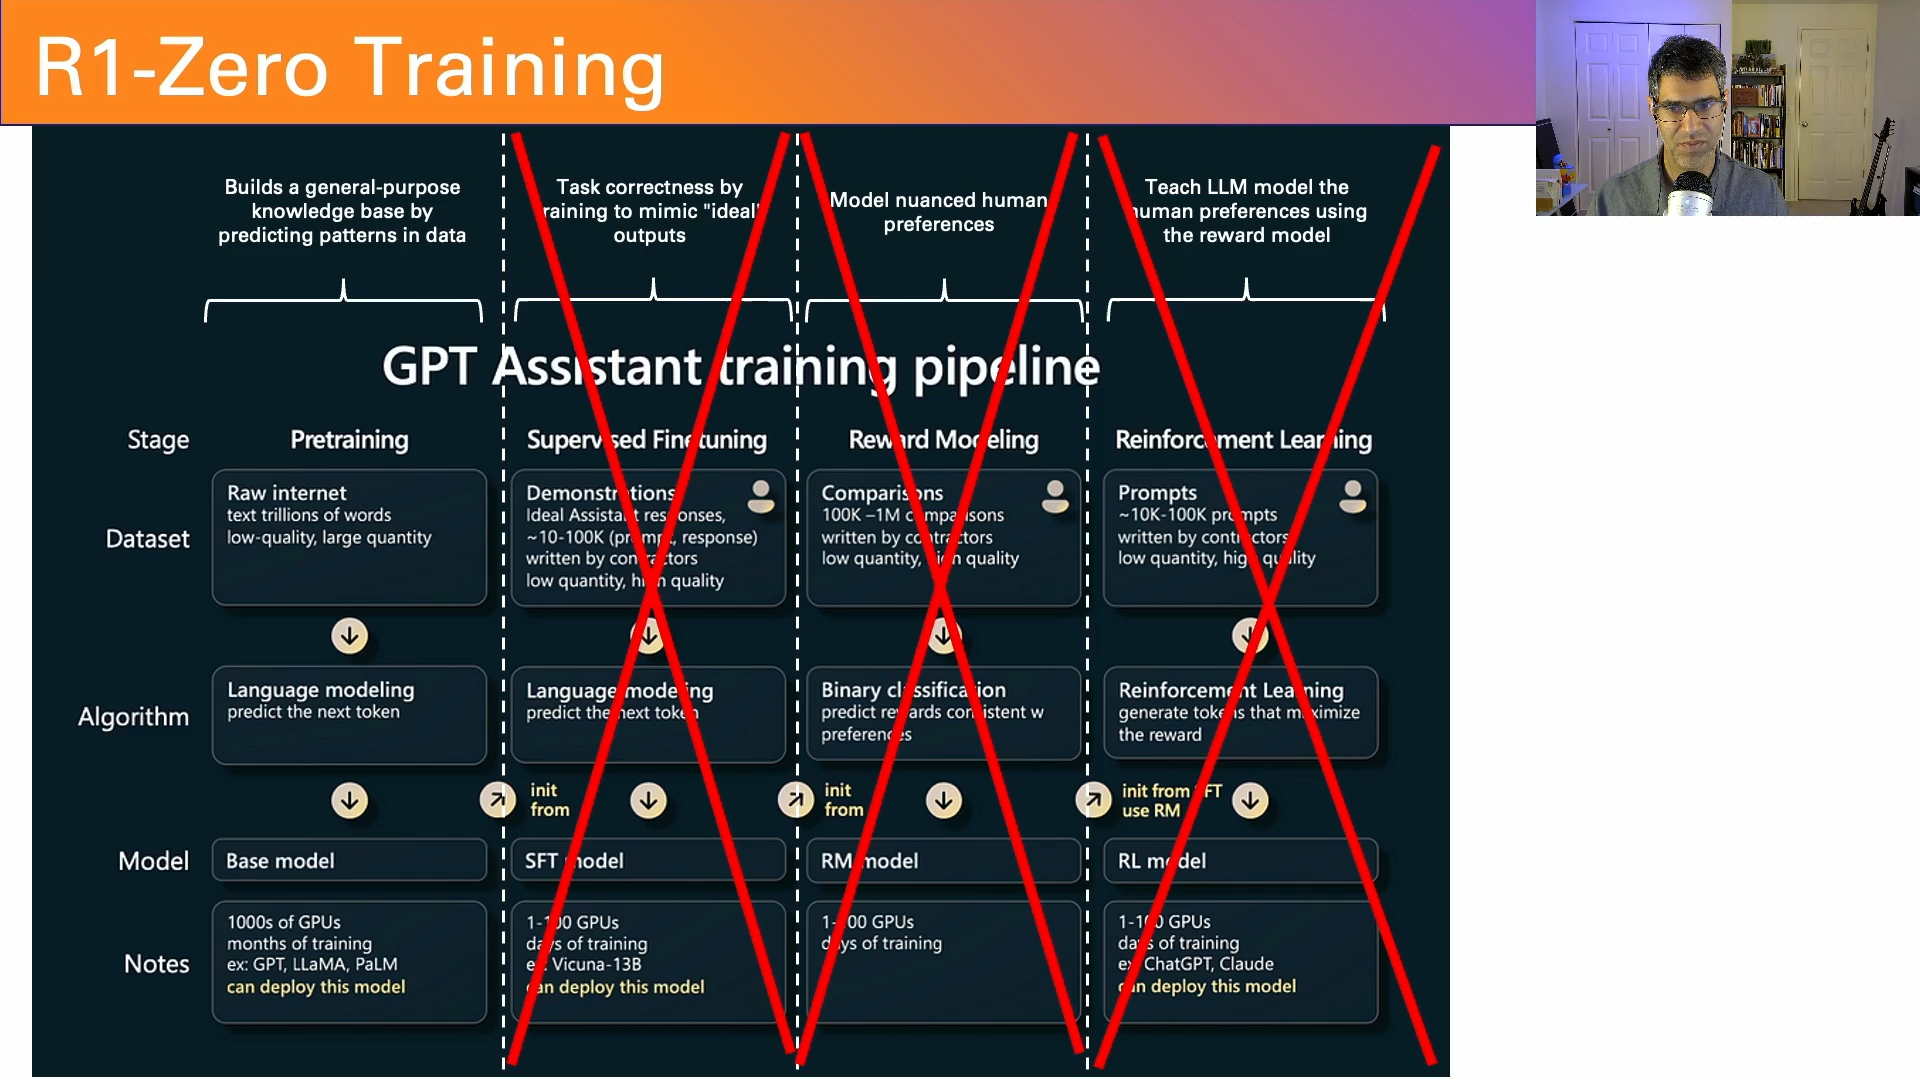 R1-Zero Training
Builds a general-purpose
knowledge base by
predicting patterns in data
Task correctness by
training to mimic "ideal"
outputs
Model nuanced human
preferences
Teach LLM model the
human preferences using
the reward model
GPT Assistant training pipeline
Stage
Pretraining
Supervised Finetuning
Reward Modeling
Reinforcement Learning
Dataset
Raw internet
text trillions of words
low-quality, large quantity
Demonstrations
Ideal Assistant responses,
~10-100K (prompt, response)
written by contractors
low quantity, high quality
Comparisons
100K –1M comparisons
written by contractors
low quantity, high quality
Prompts
~10K-100K prompts
written by contractors
low quantity, high quality
Algorithm
Language modeling
predict the next token
Language modeling
predict the next token
Binary classification
predict rewards consistent w
preferences
Reinforcement Learning
generate tokens that maximize
the reward
init
from
init
from
init from SFT
use RM
Model
Base model
SFT model
RM model
RL model
Notes
1000s of GPUs
months of training
ex: GPT, LLaMA, PaLM
can deploy this model
1-100 GPUs
days of training
ex: Vicuna-13B
can deploy this model
1-100 GPUs
days of training
1-100 GPUs
days of training
ex: ChatGPT, Claude
can deploy this model